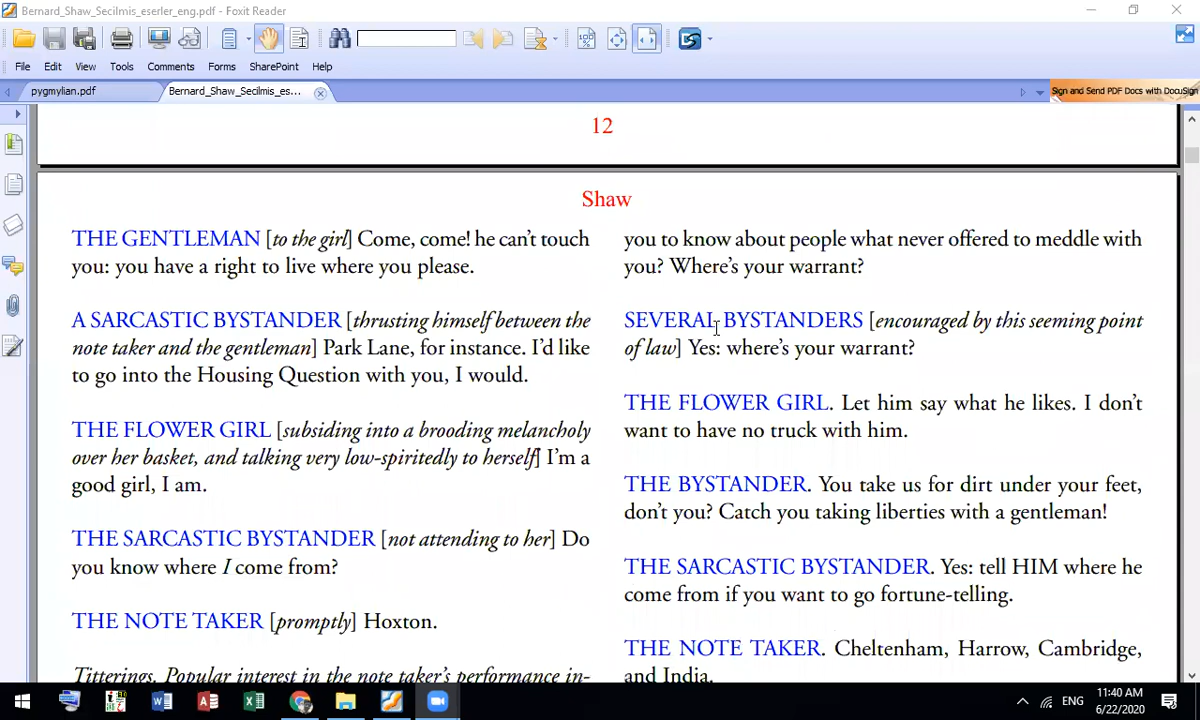 Bernard_Shaw_Secilmis_eserler_eng.pdf - Foxit Reader
File Edit View Tools Comments Forms SharePoint Help
pygmylian.pdf
Bernard_Shaw_Secilmis_es...
Sign and Send PDF Docs with DocuSign
12
Shaw
THE GENTLEMAN [to the girl] Come, come! he can't touch
you: you have a right to live where you please.
A SARCASTIC BYSTANDER [thrusting himself between the
note taker and the gentleman] Park Lane, for instance. I'd like
to go into the Housing Question with you, I would.
THE FLOWER GIRL [subsiding into a brooding melancholy
over her basket, and talking very low-spiritedly to herself] I'm a
good girl, I am.
THE SARCASTIC BYSTANDER [not attending to her] Do
you know where I come from?
THE NOTE TAKER [promptly] Hoxton.
Titterings. Popular interest in the note taker's performance in-
you to know about people what never offered to meddle with
you? Where's your warrant?
SEVERAL BYSTANDERS [encouraged by this seeming point
of law] Yes: where's your warrant?
THE FLOWER GIRL. Let him say what he likes. I don't
want to have no truck with him.
THE BYSTANDER. You take us for dirt under your feet,
don't you? Catch you taking liberties with a gentleman!
THE SARCASTIC BYSTANDER. Yes: tell HIM where he
come from if you want to go fortune-telling.
THE NOTE TAKER. Cheltenham, Harrow, Cambridge,
and India.
ENG
11:40 AM
6/22/2020